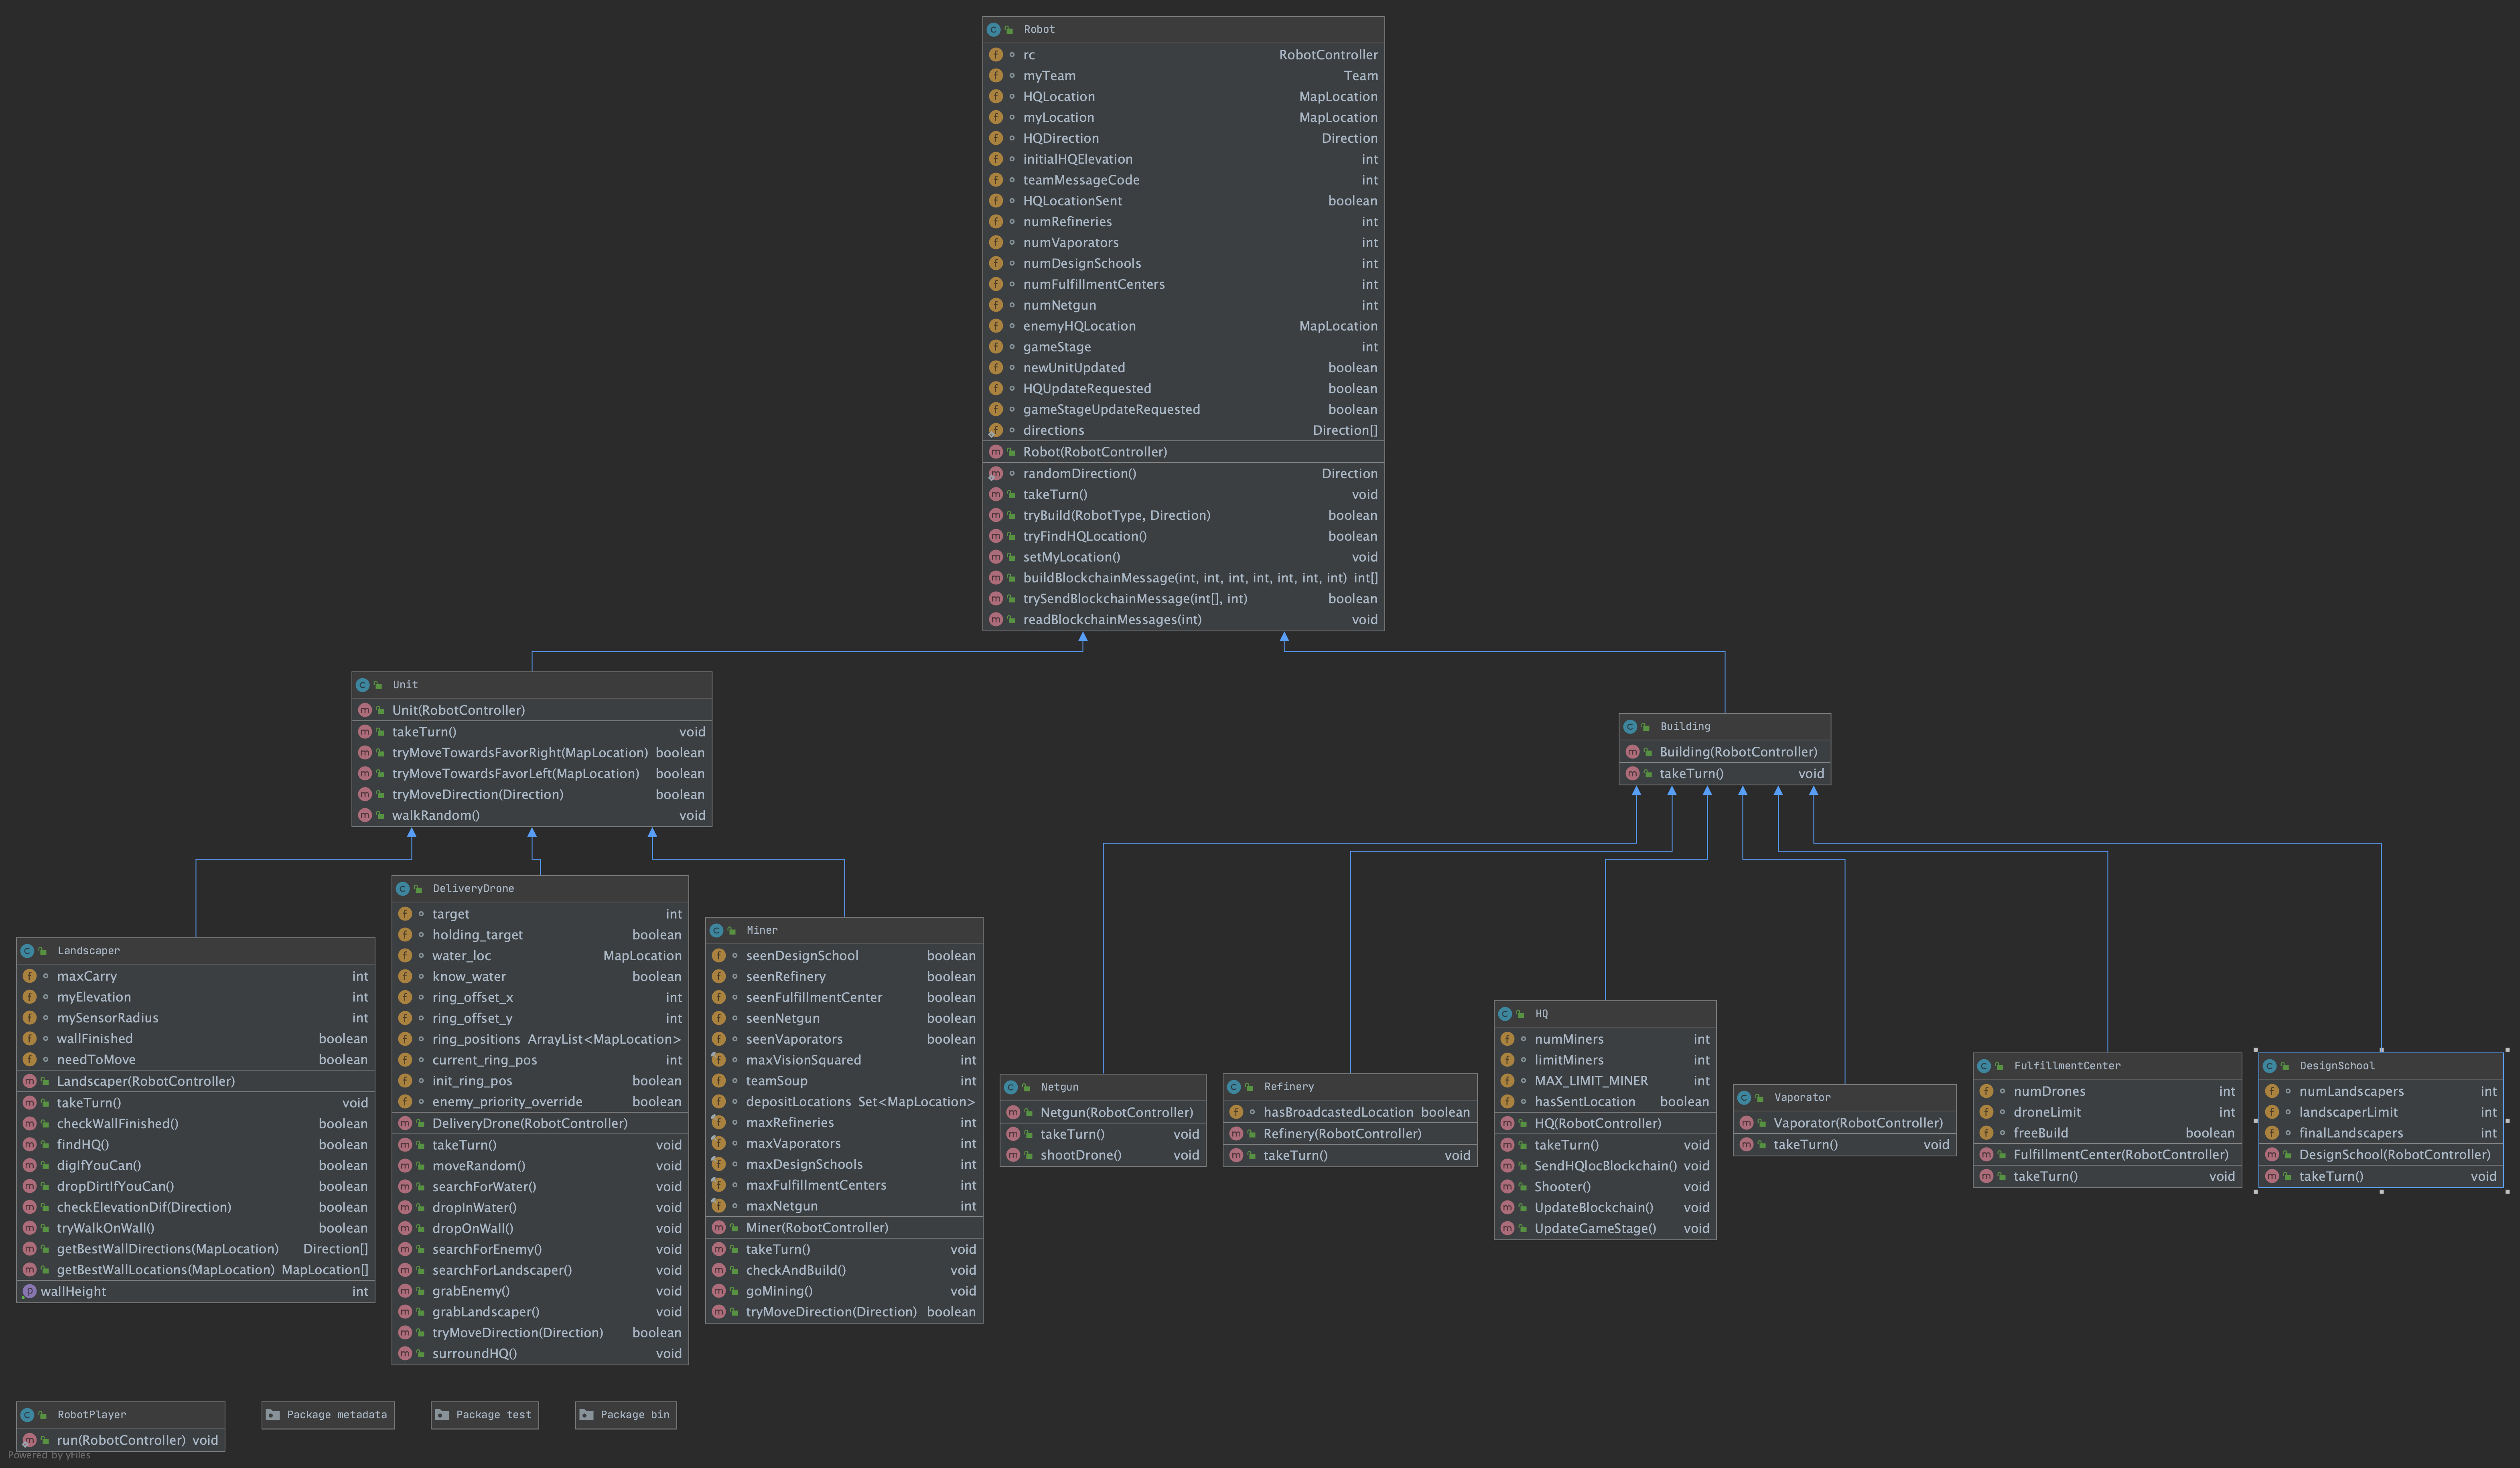 Robot
rc RobotController
myTeam Team
HQLocation MapLocation
myLocation MapLocation
HQDirection Direction
initialHQElevation int
teamMessageCode int
HQLocationSent boolean
numRefineries int
numVaporators int
numDesignSchools int
numFulfillmentCenters int
numNetgun int
enemyHQLocation MapLocation
gameStage int
newUnitUpdated boolean
HQUpdateRequested boolean
gameStageUpdateRequested boolean
directions Direction[]
Robot(RobotController)
randomDirection() Direction
takeTurn() void
tryBuild(RobotType, Direction) boolean
tryFindHQLocation() boolean
setMyLocation() void
buildBlockchainMessage(int, int, int, int, int, int, int) int[]
trySendBlockchainMessage(int[], int) boolean
readBlockchainMessages(int) void
Unit
Unit(RobotController)
takeTurn() void
tryMoveTowardsFavorRight(MapLocation) boolean
tryMoveTowardsFavorLeft(MapLocation) boolean
tryMoveDirection(Direction) boolean
walkRandom() void
Building
Building(RobotController)
takeTurn() void
Landscaper
maxCarry int
myElevation int
mySensorRadius int
wallFinished boolean
needToMove boolean
Landscaper(RobotController)
takeTurn() void
checkWallFinished() boolean
findHQ() boolean
digIfYouCan() boolean
dropDirtIfYouCan() boolean
checkElevationDif(Direction) boolean
tryWalkOnWall() boolean
getBestWallDirections(MapLocation) Direction[]
getBestWallLocations(MapLocation) MapLocation[]
wallHeight int
DeliveryDrone
target int
holding_target boolean
water_loc MapLocation
know_water boolean
ring_offset_x int
ring_offset_y int
ring_positions ArrayList<MapLocation>
current_ring_pos int
init_ring_pos boolean
enemy_priority_override boolean
DeliveryDrone(RobotController)
takeTurn() void
moveRandom() void
searchForWater() void
dropInWater() void
dropOnWall() void
searchForEnemy() void
searchForLandscaper() void
grabEnemy() void
grabLandscaper() void
tryMoveDirection(Direction) boolean
surroundHQ() void
Miner
seenDesignSchool boolean
seenRefinery boolean
seenFulfillmentCenter boolean
seenNetgun boolean
seenVaporators boolean
maxVisionSquared int
teamSoup int
depositLocations Set<MapLocation>
maxRefineries int
maxVaporators int
maxDesignSchools int
maxFulfillmentCenters int
maxNetgun int
Miner(RobotController)
takeTurn() void
checkAndBuild() void
goMining() void
tryMoveDirection(Direction) boolean
Netgun
Netgun(RobotController)
takeTurn() void
shootDrone() void
Refinery
hasBroadcastedLocation boolean
Refinery(RobotController)
takeTurn() void
HQ
numMiners int
limitMiners int
MAX_LIMIT_MINER int
hasSentLocation boolean
HQ(RobotController)
takeTurn() void
SendHQlocBlockchain() void
Shooter() void
UpdateBlockchain() void
UpdateGameStage() void
Vaporator
Vaporator(RobotController)
takeTurn() void
FulfillmentCenter
numDrones int
droneLimit int
freeBuild boolean
FulfillmentCenter(RobotController)
takeTurn() void
DesignSchool
numLandscapers int
landscaperLimit int
finalLandscapers int
DesignSchool(RobotController)
takeTurn() void
RobotPlayer
run(RobotController) void
Package metadata
Package test
Package bin
Powered by yFiles